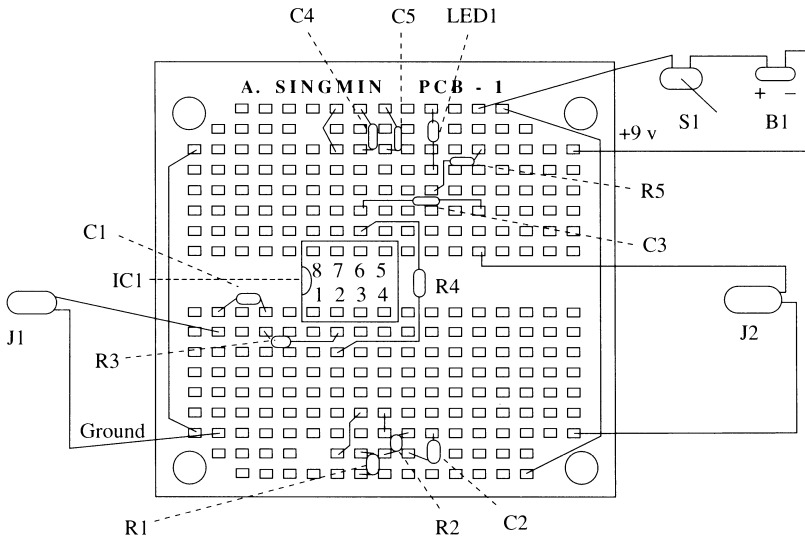 C4 C5 LED1
A. SINGMIN PCB - 1
+ −
S1 B1
+9 v
R5
C1
C3
IC1
8 7 6 5
1 2 3 4
R4
J1
J2
R3
Ground
R1 R2 C2